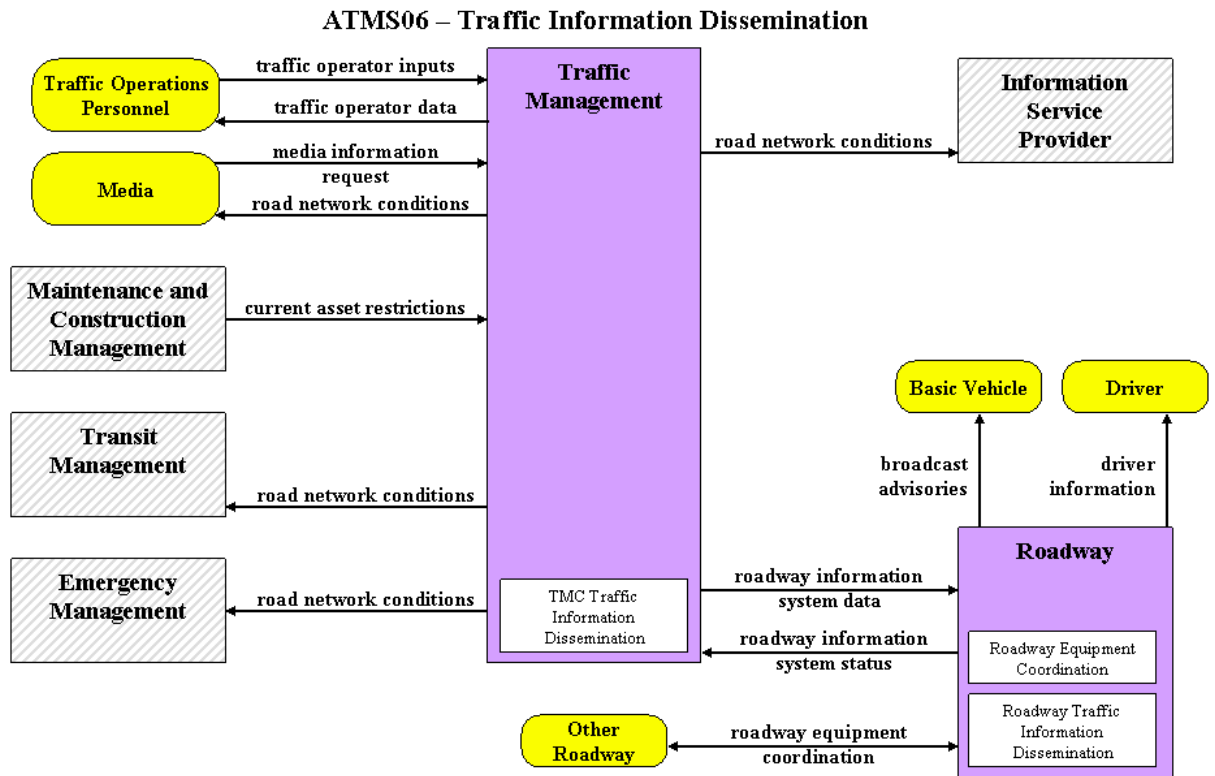 ATMS06 – Traffic Information Dissemination
Traffic Operations
Personnel
traffic operator inputs
traffic operator data
Media
media information
request
road network conditions
Traffic
Management
road network conditions
Information
Service
Provider
Maintenance and
Construction
Management
current asset restrictions
Transit
Management
road network conditions
Emergency
Management
road network conditions
TMC Traffic
Information
Dissemination
Basic Vehicle
Driver
broadcast
advisories
driver
information
Roadway
roadway information
system data
roadway information
system status
Roadway Equipment
Coordination
Roadway Traffic
Information
Dissemination
Other
Roadway
roadway equipment
coordination